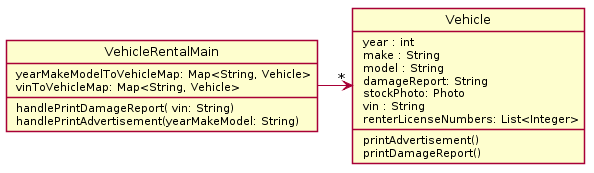 VehicleRentalMain
yearMakeModelToVehicleMap: Map<String, Vehicle>
vinToVehicleMap: Map<String, Vehicle>
handlePrintDamageReport( vin: String)
handlePrintAdvertisement(yearMakeModel: String)
*
Vehicle
year : int
make : String
model : String
damageReport: String
stockPhoto: Photo
vin : String
renterLicenseNumbers: List<Integer>
printAdvertisement()
printDamageReport()